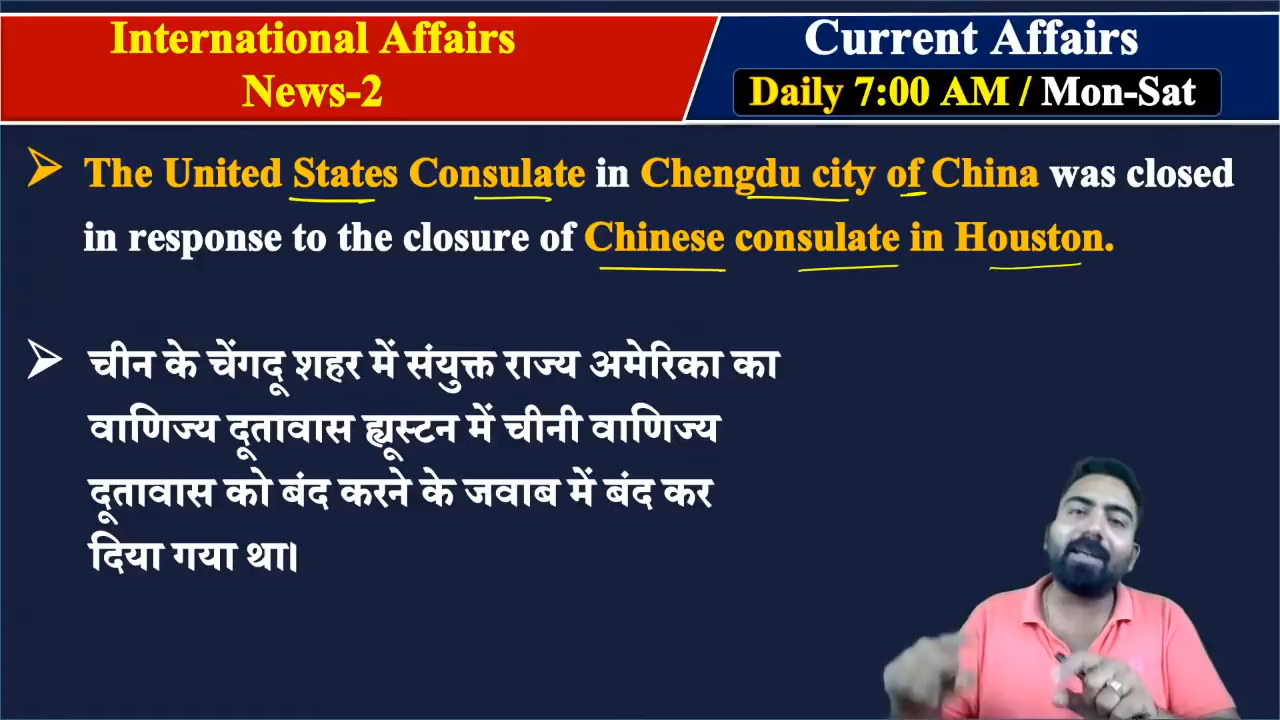 International Affairs
News-2
Current Affairs
Daily 7:00 AM / Mon-Sat
The United States Consulate in Chengdu city of China was closed
in response to the closure of Chinese consulate in Houston.
चीन के चेंगदू शहर में संयुक्त राज्य अमेरिका का
वाणिज्य दूतावास ह्यूस्टन में चीनी वाणिज्य
दूतावास को बंद करने के जवाब में बंद कर
दिया गया था।